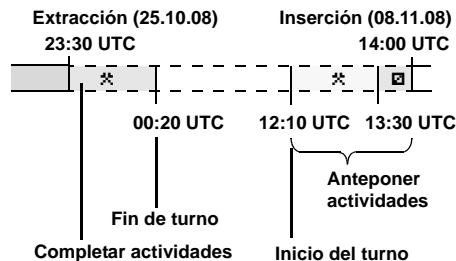 Extracción (25.10.08) Inserción (08.11.08)
23:30 UTC 14:00 UTC
00:20 UTC 12:10 UTC 13:30 UTC
Anteponer
actividades
Fin de turno
Completar actividades Inicio del turno